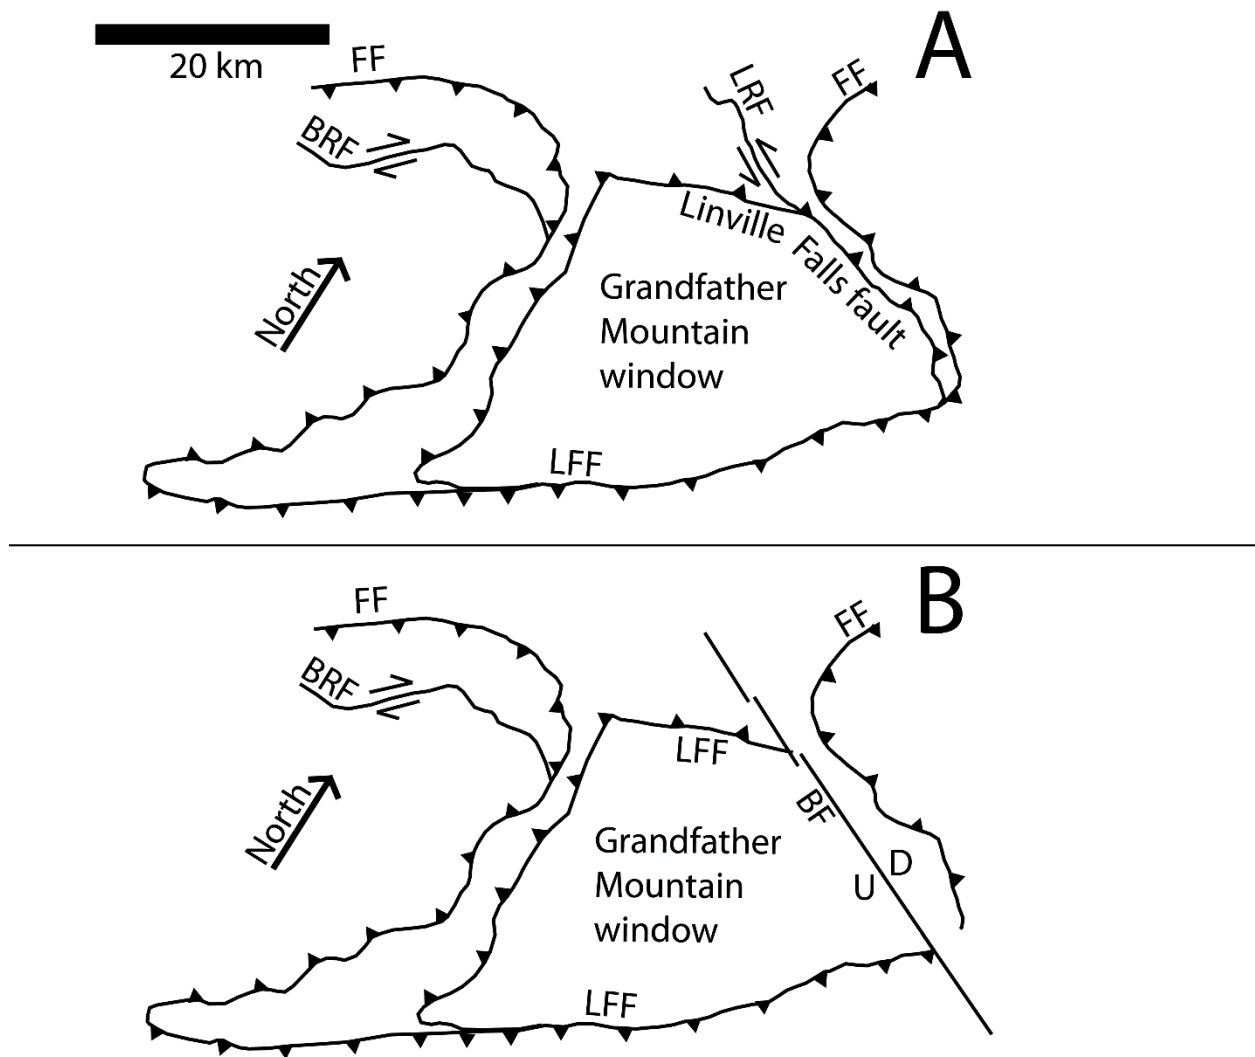 A
20 km
FF
LRF
FF
BRF
Linville Falls fault
North
Grandfather
Mountain
window
LFF
B
FF
FF
BRF
LFF
North
BF
Grandfather
Mountain
window
D
U
LFF